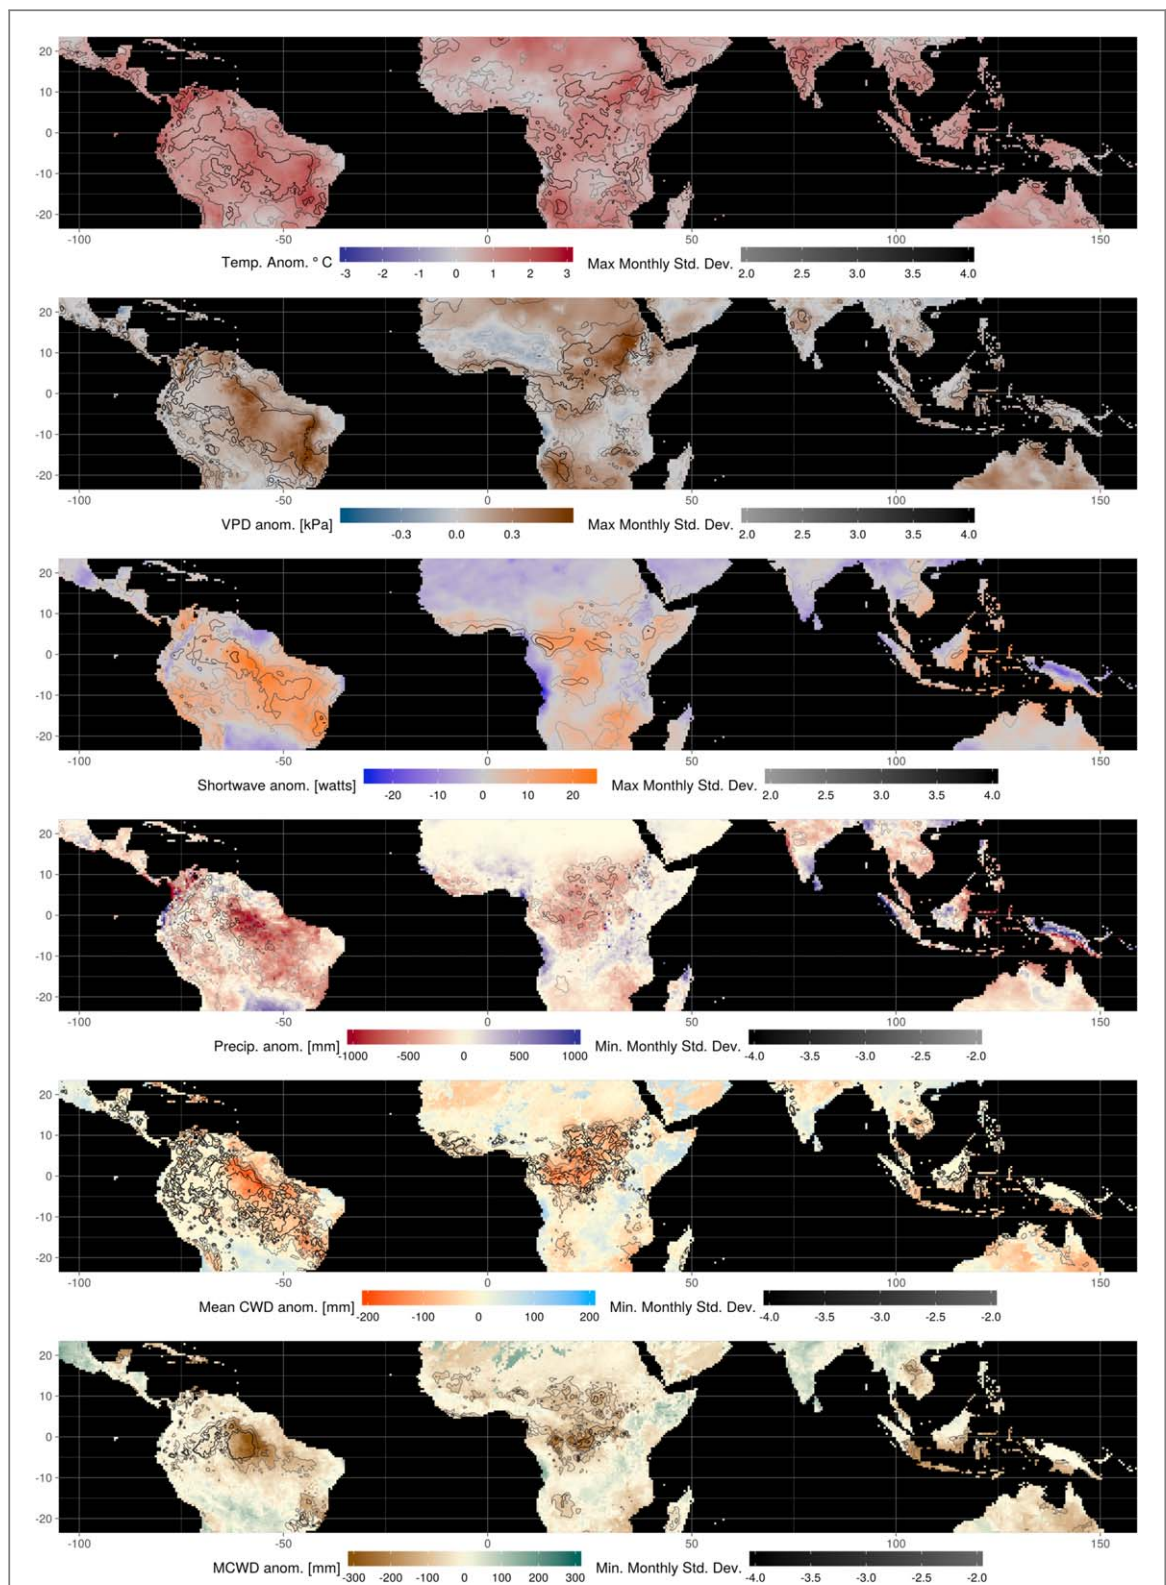 20
10
0
-10
-20
-100 -50 0 50 100 150
Temp. Anom. ° C -3 -2 -1 0 1 2 3 Max Monthly Std. Dev. 2.0 2.5 3.0 3.5 4.0
20
10
0
-10
-20
-100 -50 0 50 100 150
VPD anom. [kPa] -0.3 0.0 0.3 Max Monthly Std. Dev. 2.0 2.5 3.0 3.5 4.0
20
10
0
-10
-20
-100 -50 0 50 100 150
Shortwave anom. [watts] -20 -10 0 10 20 Max Monthly Std. Dev. 2.0 2.5 3.0 3.5 4.0
20
10
0
-10
-20
-100 -50 0 50 100 150
Precip. anom. [mm] -1000 -500 0 500 1000 Min. Monthly Std. Dev. -4.0 -3.5 -3.0 -2.5 -2.0
20
10
0
-10
-20
-100 -50 0 50 100 150
Mean CWD anom. [mm] -200 -100 0 100 200 Min. Monthly Std. Dev. -4.0 -3.5 -3.0 -2.5 -2.0
20
10
0
-10
-20
-100 -50 0 50 100 150
MCWD anom. [mm] -300 -200 -100 0 100 200 300 Min. Monthly Std. Dev. -4.0 -3.5 -3.0 -2.5 -2.0